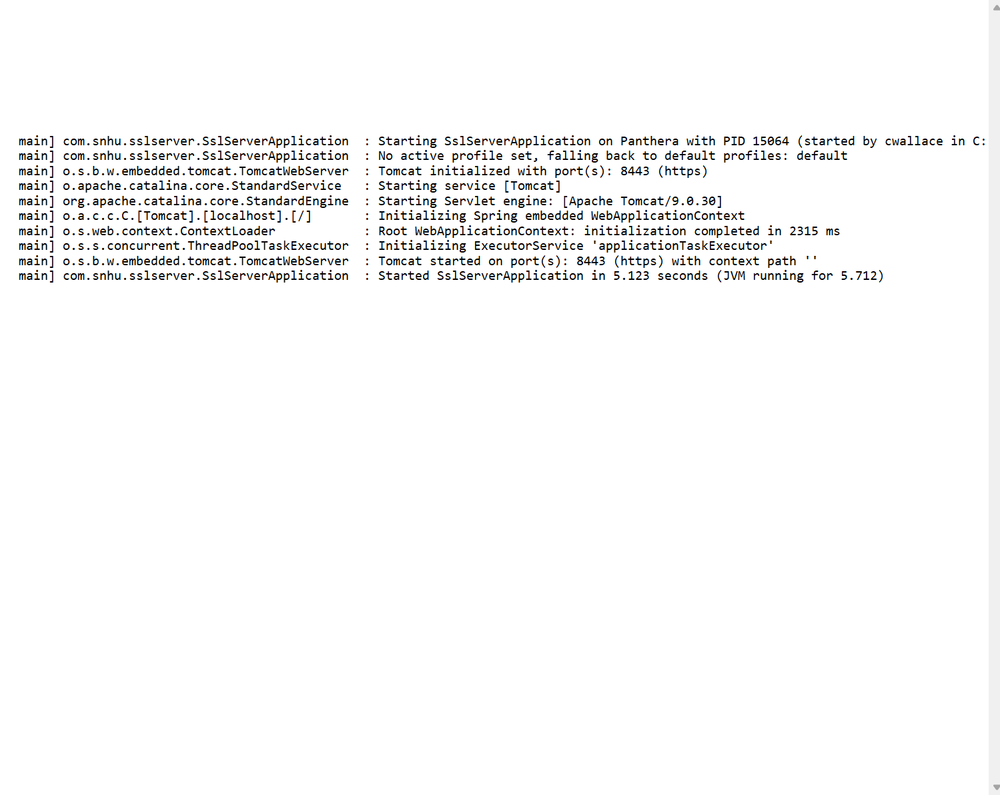 main] com.snhu.sslserver.SslServerApplication  : Starting SslServerApplication on Panthera with PID 15064 (started by cwallace in C:
main] com.snhu.sslserver.SslServerApplication  : No active profile set, falling back to default profiles: default
main] o.s.b.w.embedded.tomcat.TomcatWebServer  : Tomcat initialized with port(s): 8443 (https)
main] o.apache.catalina.core.StandardService   : Starting service [Tomcat]
main] org.apache.catalina.core.StandardEngine  : Starting Servlet engine: [Apache Tomcat/9.0.30]
main] o.a.c.c.C.[Tomcat].[localhost].[/]       : Initializing Spring embedded WebApplicationContext
main] o.s.web.context.ContextLoader            : Root WebApplicationContext: initialization completed in 2315 ms
main] o.s.s.concurrent.ThreadPoolTaskExecutor  : Initializing ExecutorService 'applicationTaskExecutor'
main] o.s.b.w.embedded.tomcat.TomcatWebServer  : Tomcat started on port(s): 8443 (https) with context path ''
main] com.snhu.sslserver.SslServerApplication  : Started SslServerApplication in 5.123 seconds (JVM running for 5.712)